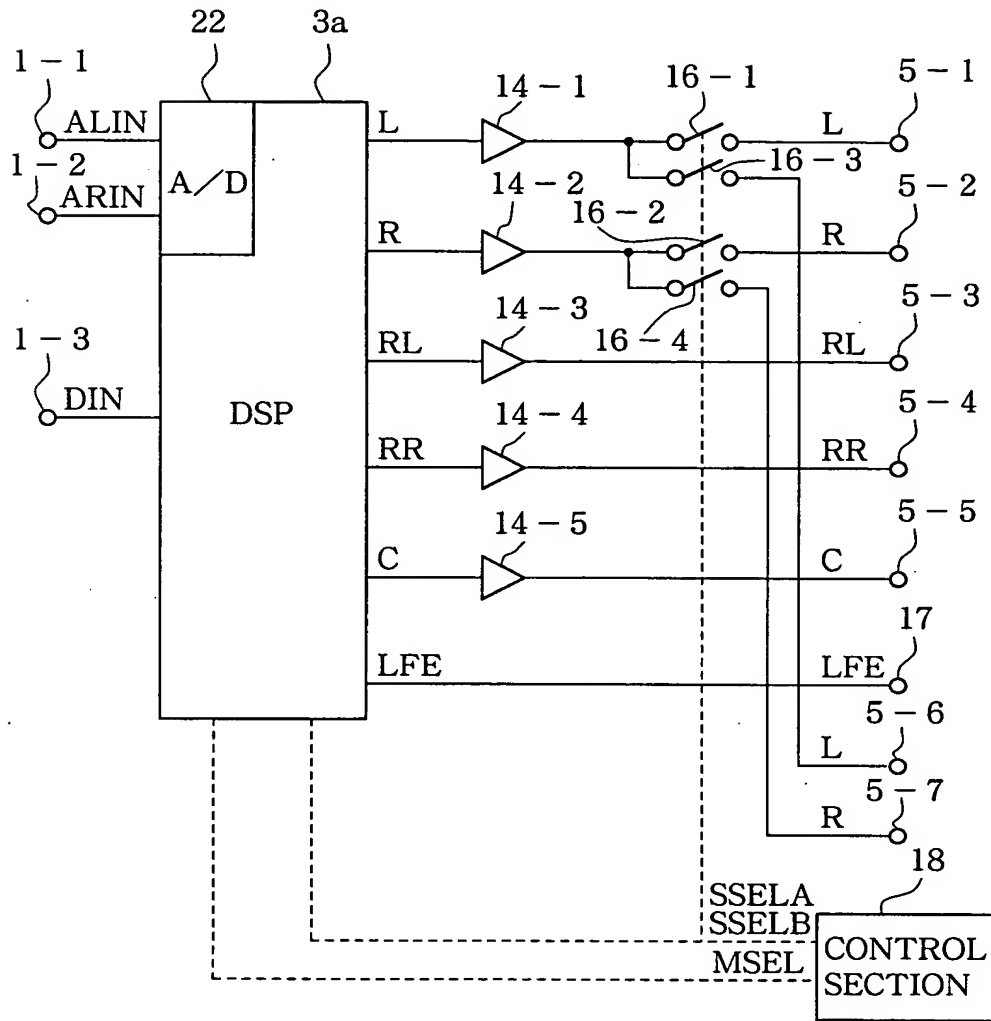 22 3a
1-1 14-1 16-1 5-1
ALIN L L
1-2 A/D 16-3
ARIN 14-2 16-2 5-2
R R
14-3 16-4 5-3
1-3 RL RL
DIN DSP 14-4 5-4
RR RR
14-5 5-5
C C
17
LFE LFE
5-6
L
5-7
R
18
SSELA
SSELB CONTROL
MSEL SECTION